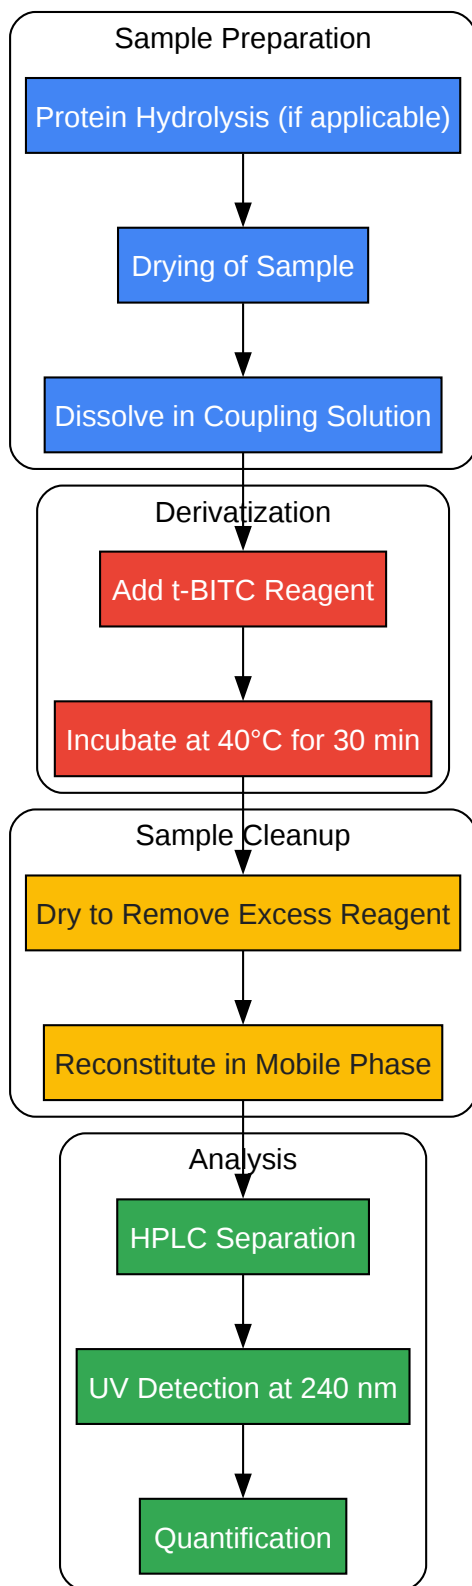 Sample Preparation
Protein Hydrolysis (if applicable)
Drying of Sample
Dissolve in Coupling Solution
Derivatization
Add t-BITC Reagent
Incubate at 40°C for 30 min
Sample Cleanup
Dry to Remove Excess Reagent
Reconstitute in Mobile Phase
Analysis
HPLC Separation
UV Detection at 240 nm
Quantification